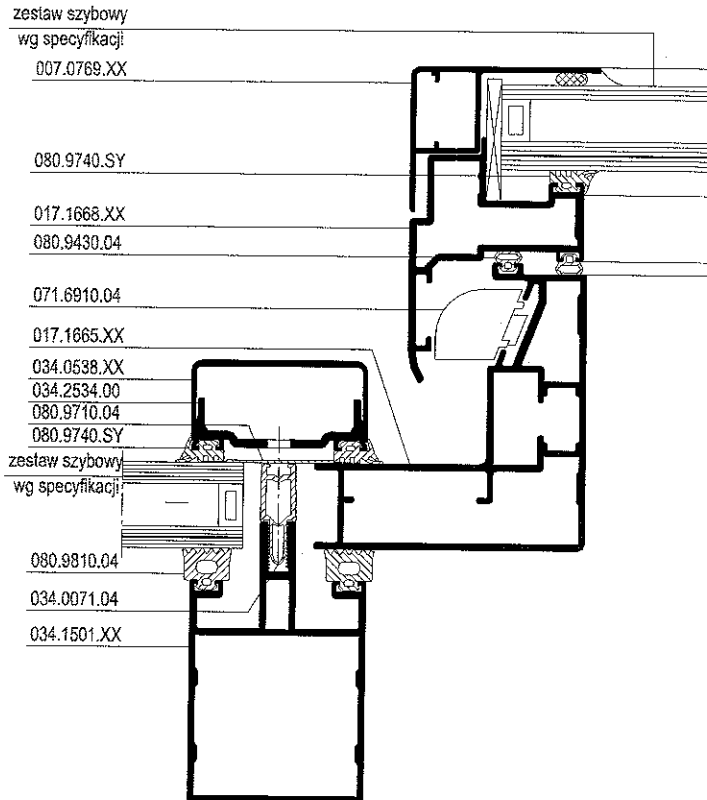 zestaw szybowy
wg specyfikacji
007.0769.XX
080.9740.SY
017.1668.XX
080.9430.04
071.6910.04
017.1665.XX
034.0538.XX
034.2534.00
080.9710.04
080.9740.SY
zestaw szybowy
wg specyfikacji
080.9810.04
034.0071.04
034.1501.XX